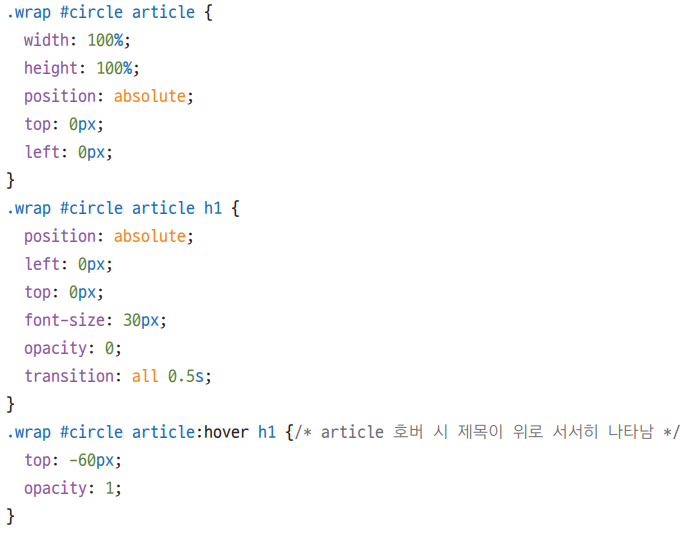 .wrap #circle article {
  width: 100%;
  height: 100%;
  position: absolute;
  top: 0px;
  left: 0px;
}
.wrap #circle article h1 {
  position: absolute;
  left: 0px;
  top: 0px;
  font-size: 30px;
  opacity: 0;
  transition: all 0.5s;
}
.wrap #circle article:hover h1 {/* article 호버 시 제목이 위로 서서히 나타남 */
  top: -60px;
  opacity: 1;
}